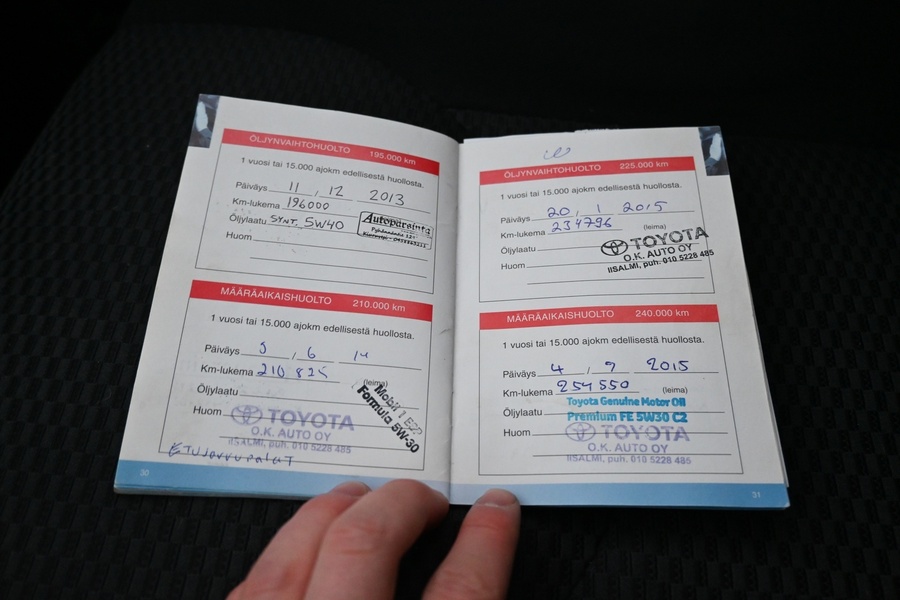 ÖLJYNVAIHTOHUOLTO 195.000 km
1 vuosi tai 15.000 ajokm edellisestä huollosta.
Päiväys 11 . 12 2013
Km-lukema 196000
Öljylaatu SYNT. 5W40
Autoparainta
Huom
MÄÄRÄAIKAISHUOLTO 210.000 km
1 vuosi tai 15.000 ajokm edellisestä huollosta.
Päiväys 5 / 6 14
Km-lukema 210 825
(leima)
Öljylaatu
Mobil 1 ESP
Formula 5W-30
Huom
TOYOTA
O.K. AUTO OY
IISALMI, puh. 010 5228 485
ETUJARRUPALAT
30
ÖLJYNVAIHTOHUOLTO 225.000 km
1 vuosi tai 15.000 ajokm edellisestä huollosta.
Päiväys 20 , 1 2015
Km-lukema 234796
(leima)
Öljylaatu
Huom
TOYOTA
O.K. AUTO OY
IISALMI, puh. 010 5228 485
MÄÄRÄAIKAISHUOLTO 240.000 km
1 vuosi tai 15.000 ajokm edellisestä huollosta.
Päiväys 4 , 9 2015
Km-lukema 254550
(leima)
Toyota Genuine Motor Oil
Öljylaatu
Premium FE 5W30 C2
Huom
TOYOTA
O.K. AUTO OY
IISALMI, puh. 010 5228 485
31